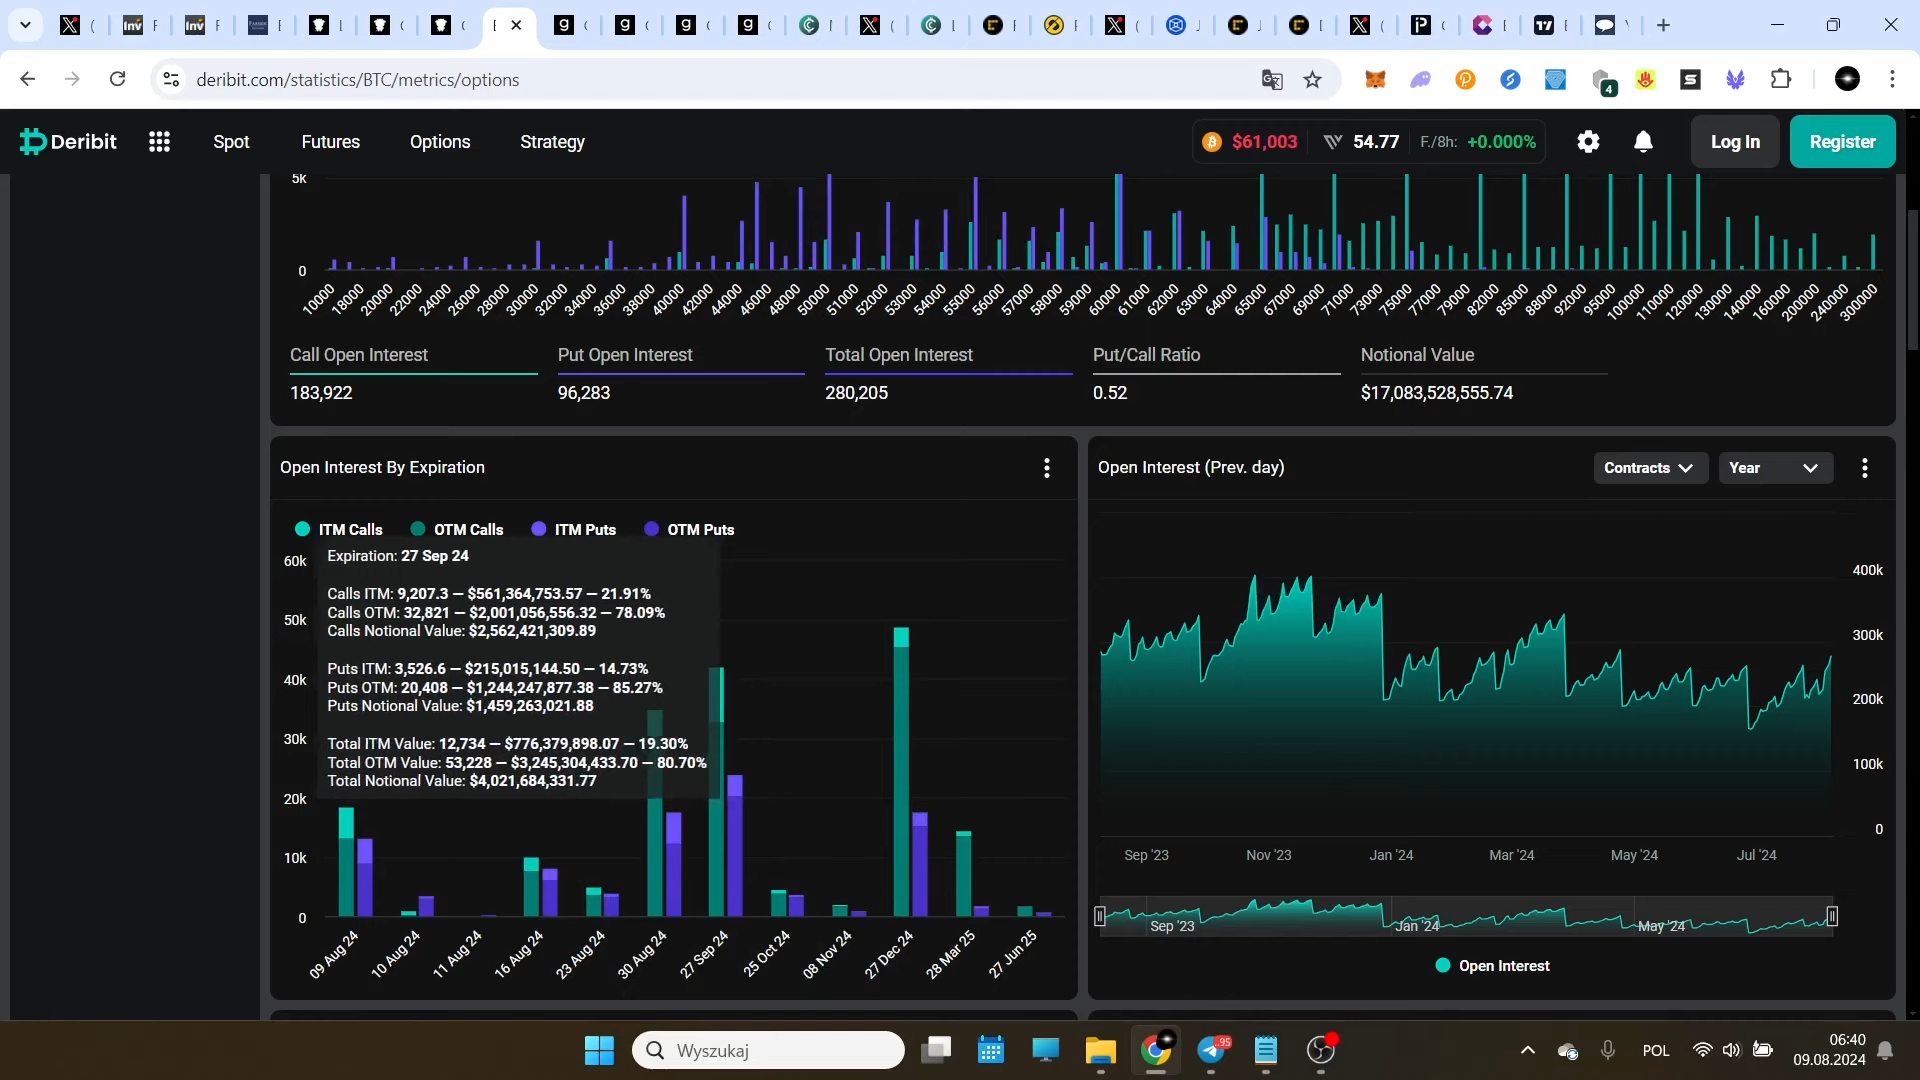 deribit.com/statistics/BTC/metrics/options
4
Deribit
Spot
Futures
Options
Strategy
$61,003
54.77
F./8h: +0.000%
Log In
Register
5k
0
10000 18000 20000 22000 24000 26000 28000 30000 32000 34000 36000 38000 40000 42000 44000 46000 48000 50000 51000 52000 53000 54000 55000 56000 57000 58000 59000 60000 61000 62000 63000 64000 65000 67000 69000 71000 73000 75000 77000 79000 82000 85000 88000 92000 95000 100000 110000 120000 130000 140000 160000 200000 240000 300000
Call Open Interest
183,922
Put Open Interest
96,283
Total Open Interest
280,205
Put/Call Ratio
0.52
Notional Value
$17,083,528,555.74
Open Interest By Expiration
ITM Calls
OTM Calls
ITM Puts
OTM Puts
Expiration: 27 Sep 24
Calls ITM: 9,207.3 — $561,364,753.57 — 21.91%
Calls OTM: 32,821 — $2,001,056,556.32 — 78.09%
Calls Notional Value: $2,562,421,309.89
Puts ITM: 3,526.6 — $215,015,144.50 — 14.73%
Puts OTM: 20,408 — $1,244,247,877.38 — 85.27%
Puts Notional Value: $1,459,263,021.88
Total ITM Value: 12,734 — $776,379,898.07 — 19.30%
Total OTM Value: 53,228 — $3,245,304,433.70 — 80.70%
Total Notional Value: $4,021,684,331.77
60k
50k
40k
30k
20k
10k
0
09 Aug 24
10 Aug 24
11 Aug 24
16 Aug 24
23 Aug 24
30 Aug 24
27 Sep 24
25 Oct 24
08 Nov 24
27 Dec 24
28 Mar 25
27 Jun 25
Open Interest (Prev. day)
Contracts
Year
400k
300k
200k
100k
0
Sep '23
Nov '23
Jan '24
Mar '24
May '24
Jul '24
Sep '23
Jan '24
May '24
Open Interest
Wyszukaj
95
POL
06:40
09.08.2024